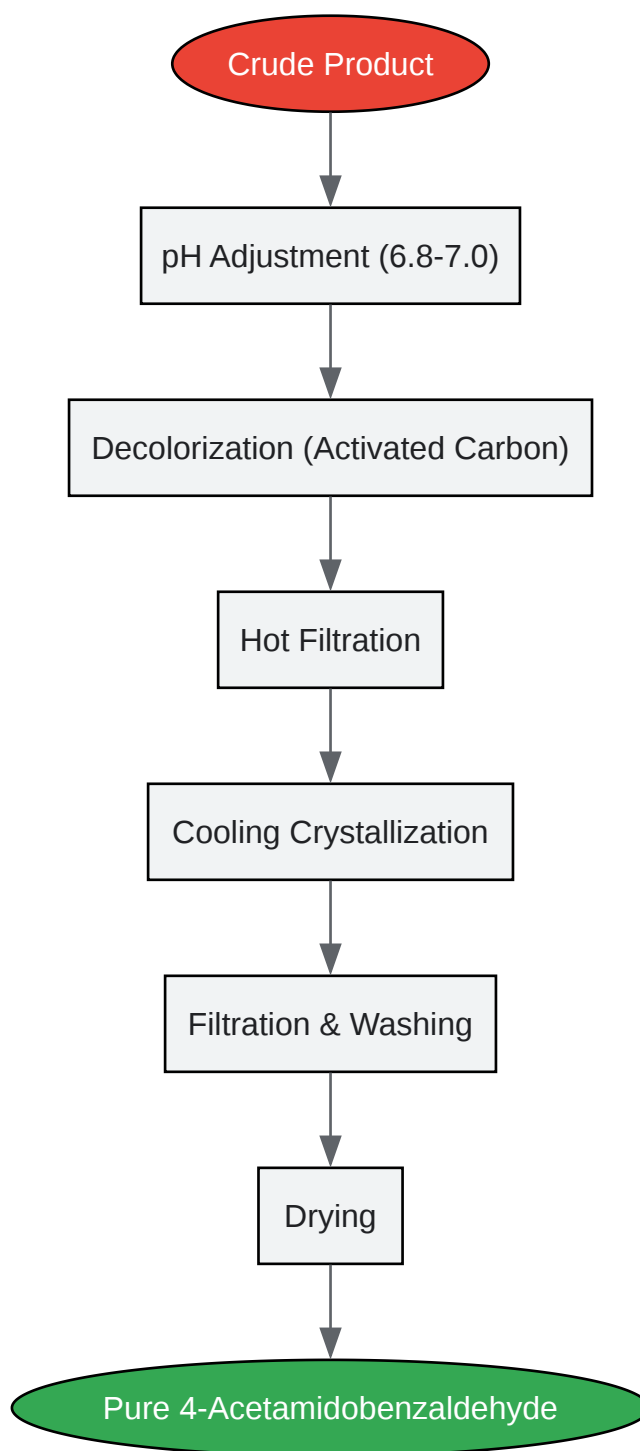 Crude Product
pH Adjustment (6.8-7.0)
Decolorization (Activated Carbon)
Hot Filtration
Cooling Crystallization
Filtration & Washing
Drying
Pure 4-Acetamidobenzaldehyde